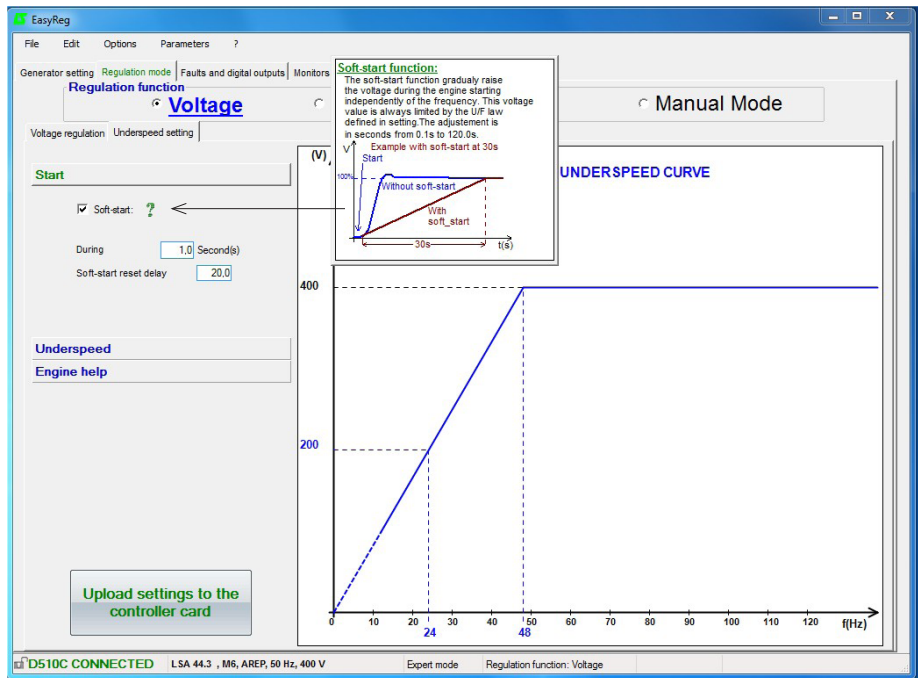 EasyReg
File Edit Options Parameters ?
Generator setting Regulation mode Faults and digital outputs Monitors
Regulation function
Voltage
Manual Mode
Voltage regulation Underspeed setting
Start
Soft-start: ?
During 1,0 Second(s)
Soft-start reset delay 20,0
Underspeed
Engine help
Upload settings to the
controller card
Soft-start function:
The soft-start function gradualy raise
the voltage during the engine starting
independently of the frequency. This voltage
value is always limited by the U/F law
defined in setting.The adjustement is
in seconds from 0.1s to 120.0s.
V Example with soft-start at 30s
Start
100%
Without soft-start
With
soft_start
30s t(s)
(V)
UNDERSPEED CURVE
400
200
0 10 20 30 40 50 60 70 80 90 100 110 120 f(Hz)
24 48
D510C CONNECTED LSA 44.3 , M6, AREP, 50 Hz, 400 V Expert mode Regulation function: Voltage